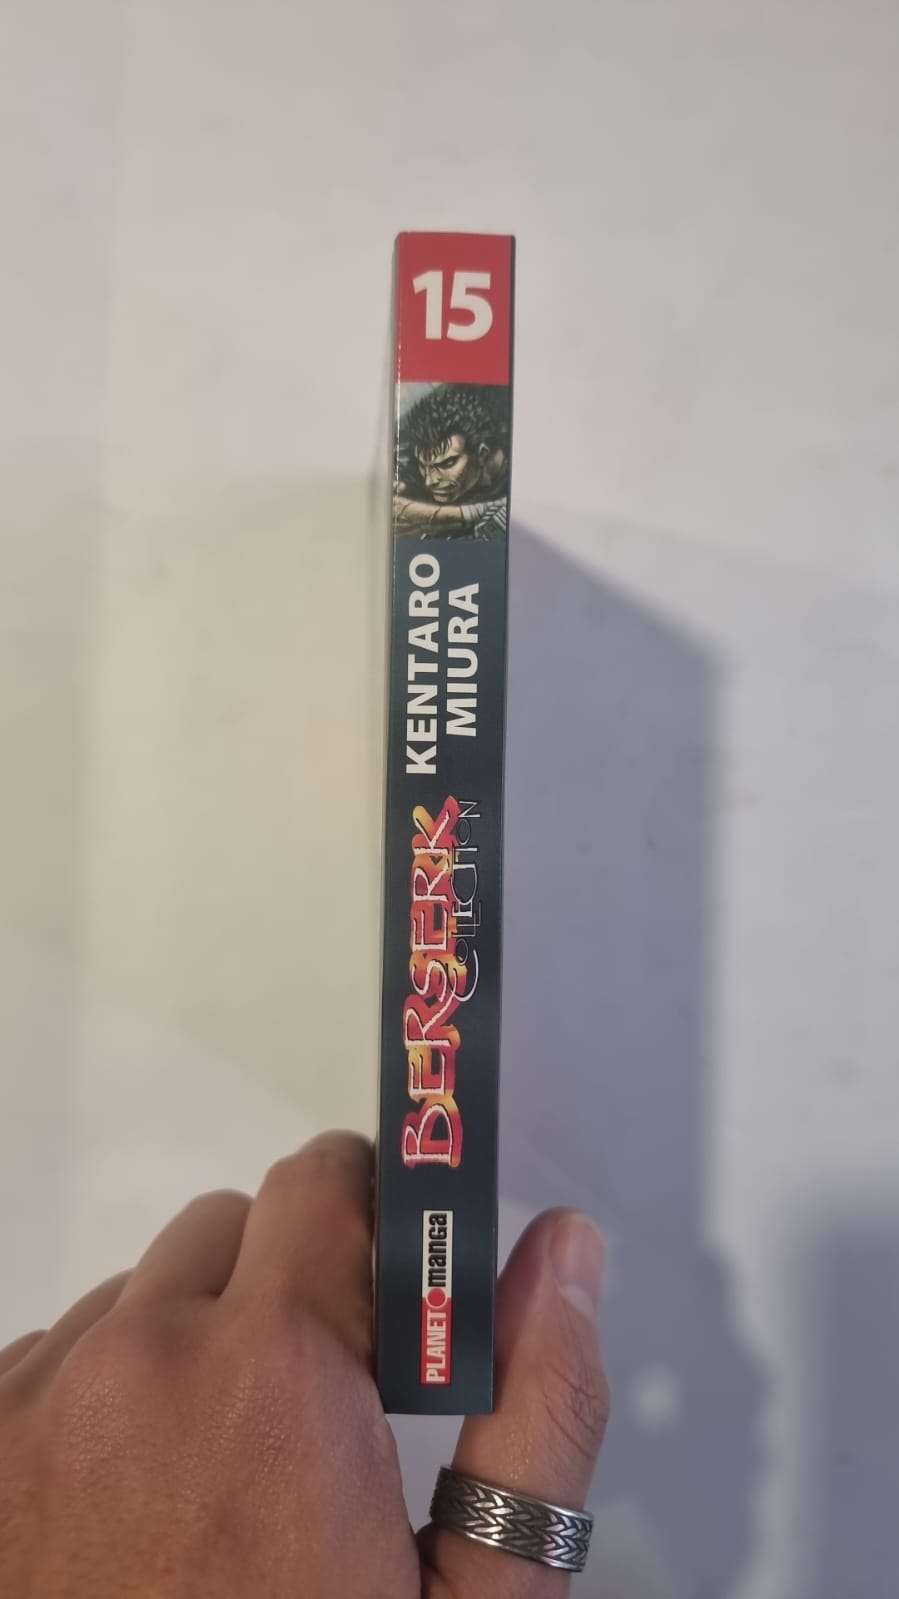 15
KENTARO
MIURA
BERSERK
COLLECTION
PLANET manga